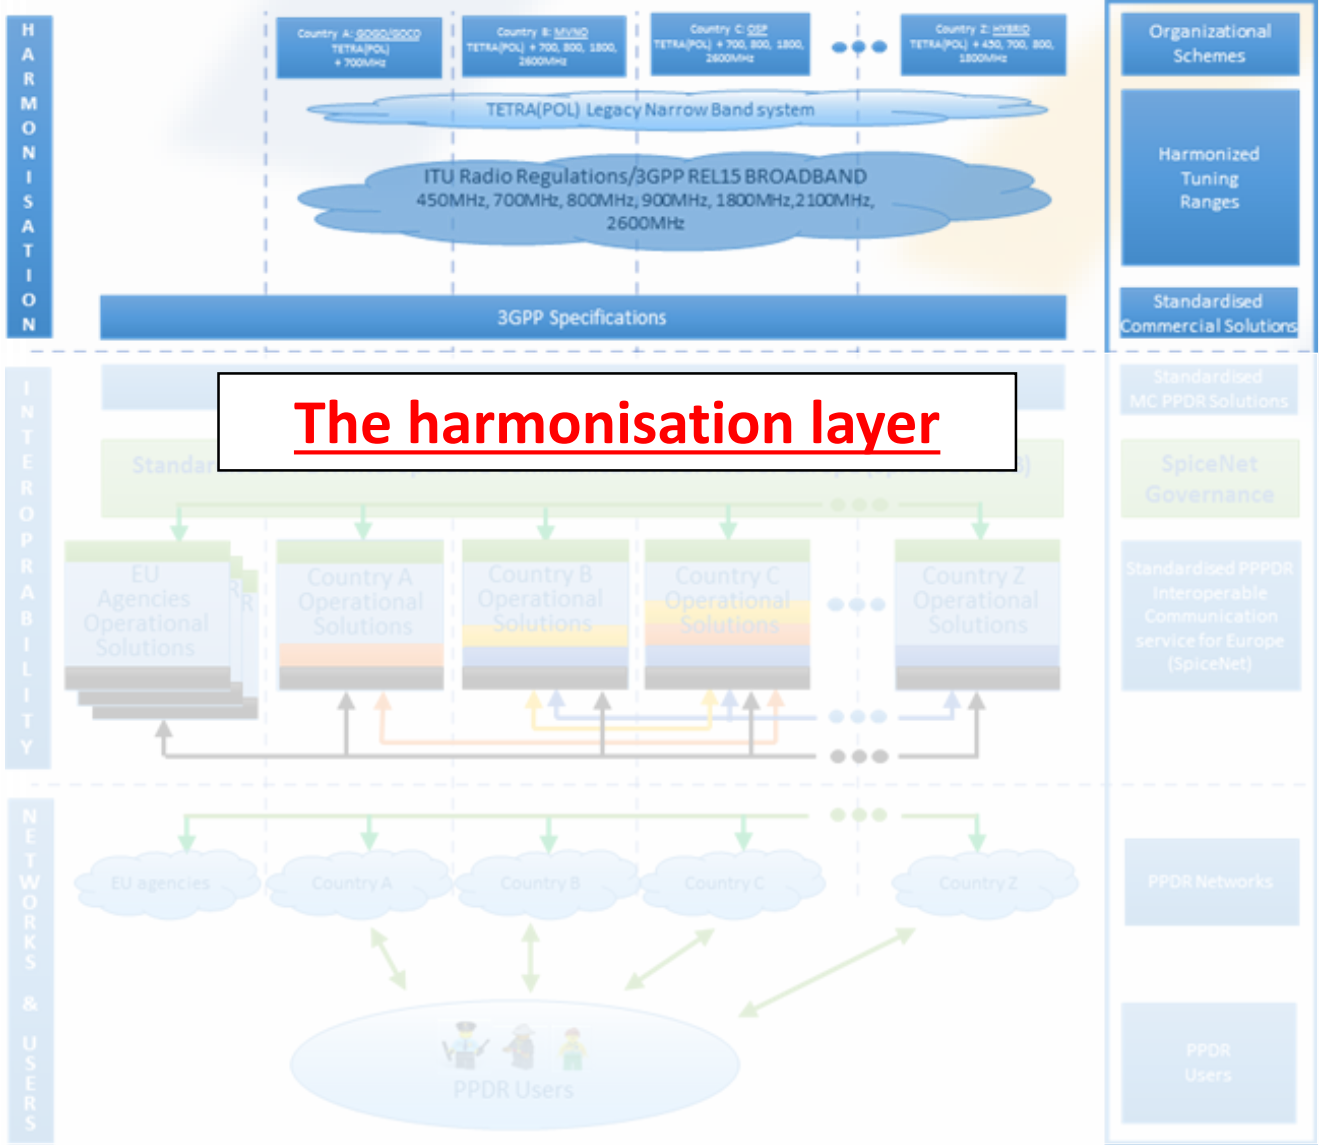 HARMONISATION
Country A: GOGO/GOCO
TETRA(POL)
+ 700MHz
Country B: MVNO
TETRA(POL) + 700, 800, 1800,
2600MHz
Country C: OSP
TETRA(POL) + 700, 800, 1800,
2600MHz
Country Z: HYBRID
TETRA(POL) + 450, 700, 800,
1800MHz
Organizational
Schemes
TETRA(POL) Legacy Narrow Band system
ITU Radio Regulations/3GPP REL15 BROADBAND
450MHz, 700MHz, 800MHz, 900MHz, 1800MHz,2100MHz,
2600MHz
Harmonized
Tuning
Ranges
3GPP Specifications
Standardised
Commercial Solutions
The harmonisation layer
INTEROPRABILITY
Standardised
MC PPDR Solutions
SpiceNet
Governance
EU
Agencies
Operational
Solutions
Country A
Operational
Solutions
Country B
Operational
Solutions
Country C
Operational
Solutions
Country Z
Operational
Solutions
Standardised PPPDR
Interoperable
Communication
service for Europe
(SpiceNet)
NETWORKS & USERS
EU agencies
Country A
Country B
Country C
Country Z
PPDR Networks
PPDR Users
PPDR
Users